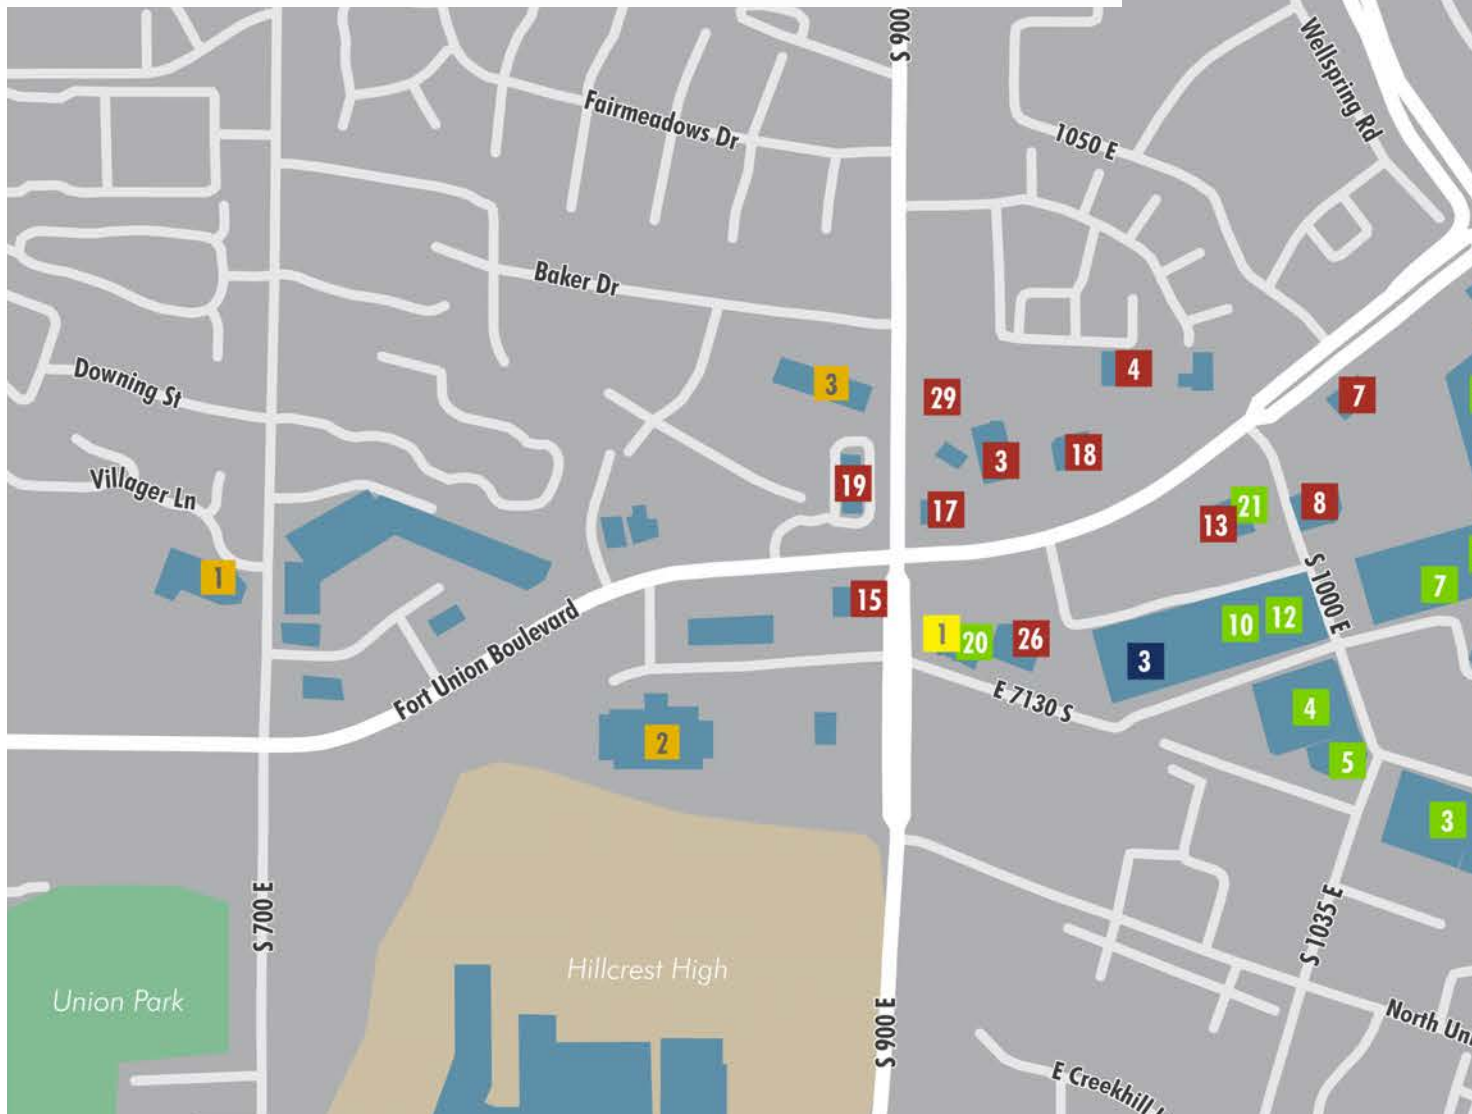 S 900
Wellspring Rd
Fairmeadows Dr
1050 E
Baker Dr
Downing St
4
3
29
7
3
18
Villager Ln
19
17
21
8
13
1
7
15
S 1000 E
10
12
1
20
26
3
Fort Union Boulevard
E 7130 S
4
2
5
3
S 700 E
S 1035 E
Hillcrest High
Union Park
S 900 E
North Un
E Creekhill